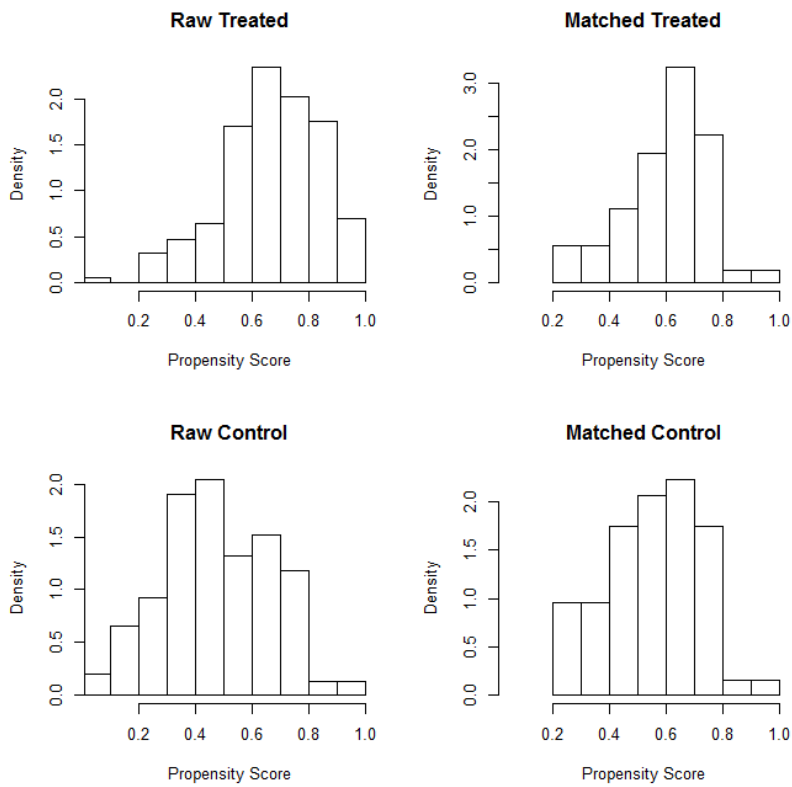 Raw Treated
Density
0.0 0.5 1.0 1.5 2.0
0.2 0.4 0.6 0.8 1.0
Propensity Score
Matched Treated
Density
0.0 1.0 2.0 3.0
0.2 0.4 0.6 0.8 1.0
Propensity Score
Raw Control
Density
0.0 0.5 1.0 1.5 2.0
0.2 0.4 0.6 0.8 1.0
Propensity Score
Matched Control
Density
0.0 0.5 1.0 1.5 2.0
0.2 0.4 0.6 0.8 1.0
Propensity Score